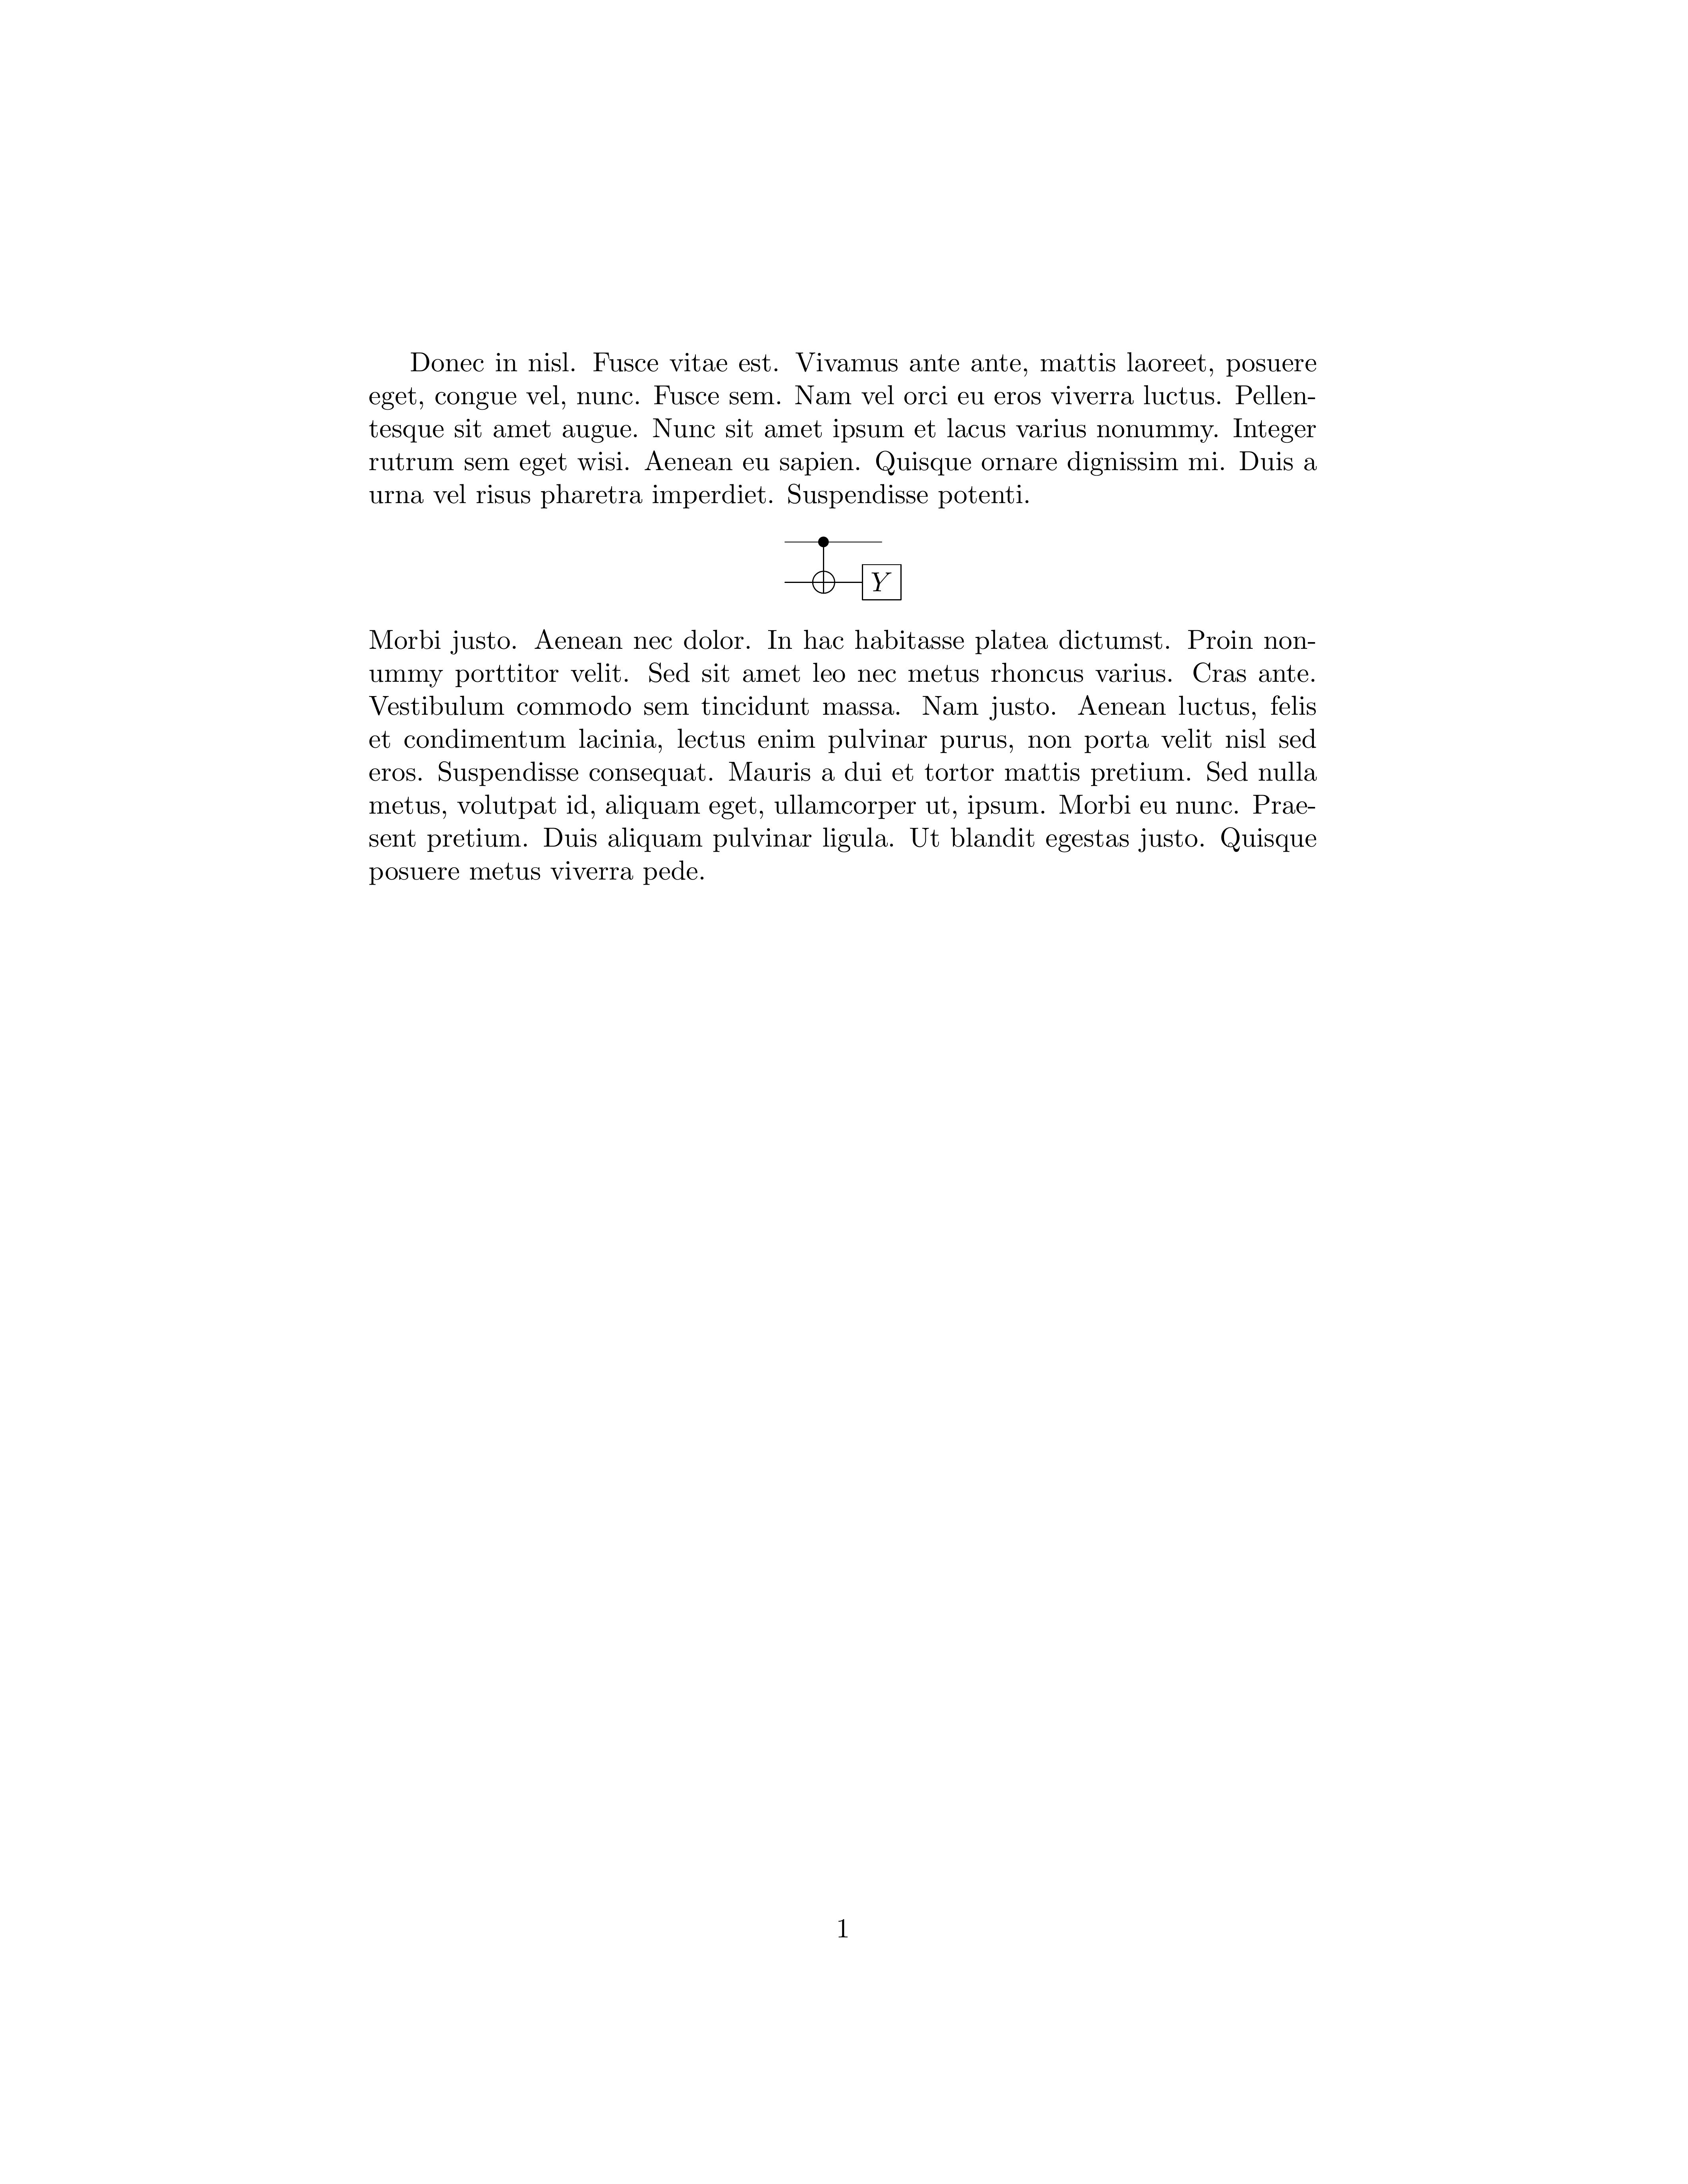 Donec in nisl. Fusce vitae est. Vivamus ante ante, mattis laoreet, posuere
eget, congue vel, nunc. Fusce sem. Nam vel orci eu eros viverra luctus. Pellen-
tesque sit amet augue. Nunc sit amet ipsum et lacus varius nonummy. Integer
rutrum sem eget wisi. Aenean eu sapien. Quisque ornare dignissim mi. Duis a
urna vel risus pharetra imperdiet. Suspendisse potenti.
Y
Morbi justo. Aenean nec dolor. In hac habitasse platea dictumst. Proin non-
ummy porttitor velit. Sed sit amet leo nec metus rhoncus varius. Cras ante.
Vestibulum commodo sem tincidunt massa. Nam justo. Aenean luctus, felis
et condimentum lacinia, lectus enim pulvinar purus, non porta velit nisl sed
eros. Suspendisse consequat. Mauris a dui et tortor mattis pretium. Sed nulla
metus, volutpat id, aliquam eget, ullamcorper ut, ipsum. Morbi eu nunc. Prae-
sent pretium. Duis aliquam pulvinar ligula. Ut blandit egestas justo. Quisque
posuere metus viverra pede.
1